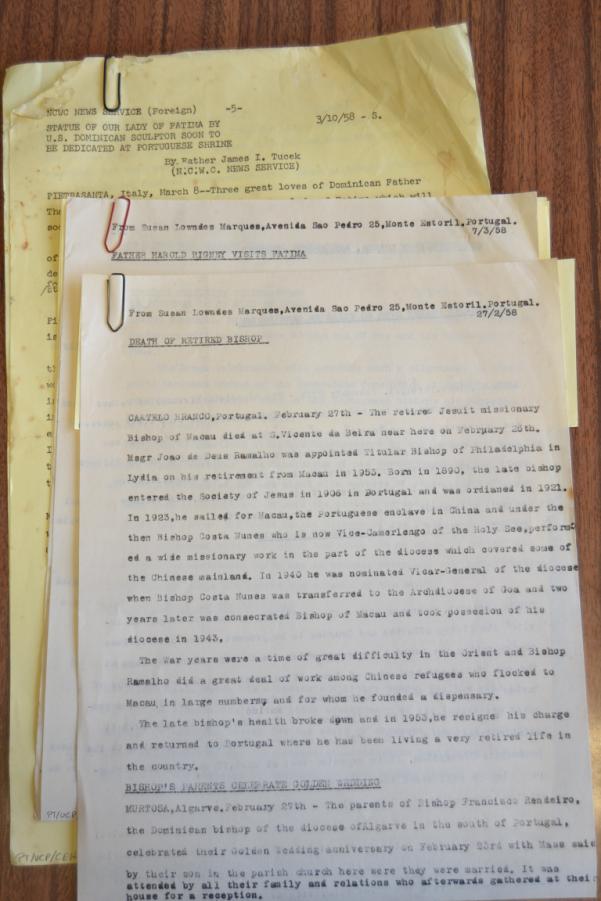 NCWC NEWS SERVICE (Foreign) -5- 3/10/58 - S.
STATUE OF OUR LADY OF FATIMA BY
U.S. DOMINICAN SCULPTOR SOON TO
BE DEDICATED AT PORTUGUESE SHRINE
By Father James I. Tucek
(N.C.W.C. NEWS SERVICE)
PIETRASANTA, Italy, March 8--Three great loves of Dominican Father
From Susan Lowndes Marques,Avenida Sao Pedro 25,Monte Estoril.Portugal.
7/3/58
FATHER HAROLD RIGNEY VISITS FATIMA
From Susan Lowndes Marques,Avenida Sao Pedro 25,Monte Estoril.Portugal.
27/2/58
DEATH OF RETIRED BISHOP
CASTELO BRANCO,Portugal. February 27th - The retired Jesuit missionary
Bishop of Macau died at S.Vicente da Beira near here on February 26th.
Msgr Joao de Deus Ramalho was appointed Titular Bishop of Philadelphia in
Lydia on his retirement from Macau in 1953. Born in 1890, the late bishop
entered the Society of Jesus in 1906 in Portugal and was ordianed in 1921.
In 1923,he sailed for Macau,the Portuguese enclave in China and under the
then Bishop Costa Nunes who is now Vice-Camerlengo of the Holy See,perform
ed a wide missionary work in the part of the diocese which covered some of
the Chinese mainland. In 1940 he was nominated Vicar-General of the diocese
when Bishop Costa Nunes was transferred to the Archdiocese of Goa and two
years later was consecrated Bishop of Macau and took possesion of his
diocese in 1943.
The War years were a time of great difficulty in the Orient and Bishop
Ramalho did a great deal of work among Chinese refugees who flocked to
Macau in large numbers, and for whom he founded a dispensary.
The late bishop's health broke down and in 1953,he resigne his charge
and returned to Portugal where he has been living a very retired life in
the country.
BISHOP'S PARENTS CELEBRATE GOLDEN WEDDING
MURTOSA,Algarve.February 27th - The parents of Bishop Francisco Rendeiro,
the Dominican bishop of the diocese ofAlgarve in the south of Portugal,
celebrated their Golden Wedding anniversary on February 23rd with Mass said
by their son in the parish church here were they were married. It was
attended by all their family and relations who afterwards gathered at their
house for a reception.
PT/UCP
PT/UCP/CEH